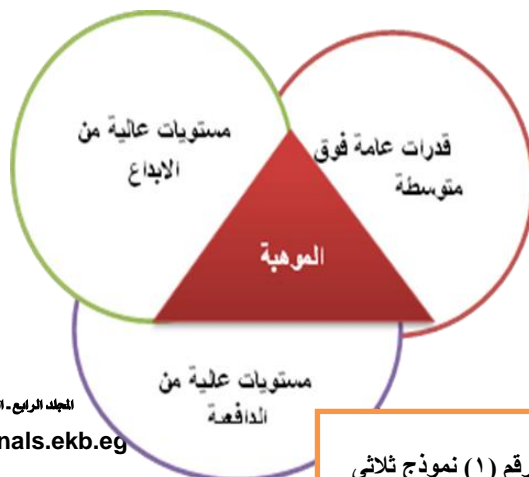 مستويات عالية من
الابداع
قدرات عامة فوق
متوسطة
الموهبة
مستويات عالية من
الدافعية
المجلد الرابع ـ
nals.ekb.eg
رقم (١) نموذج ثلاثي